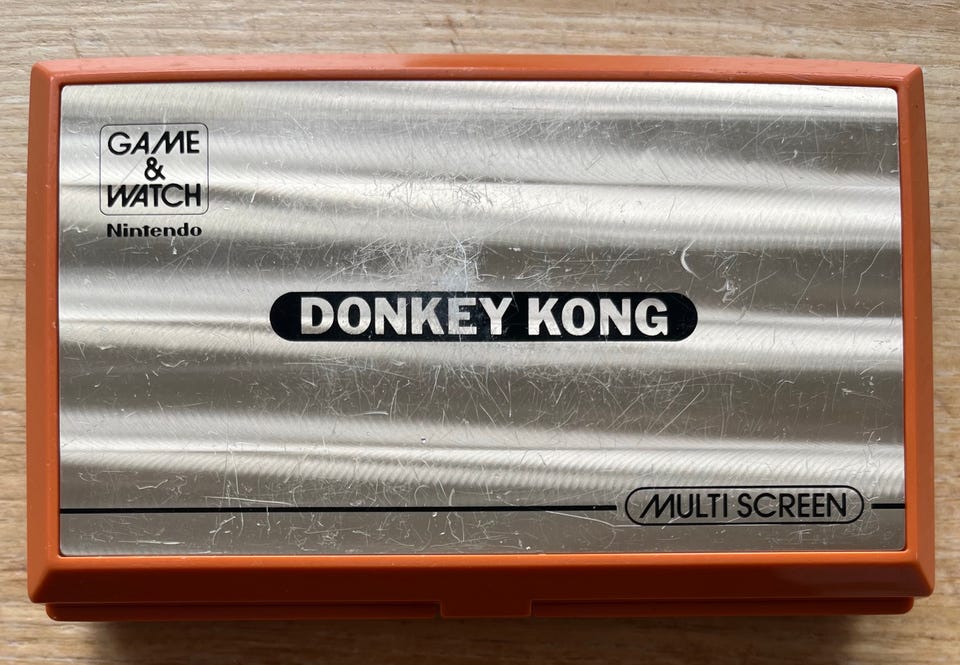 GAME
&
WATCH
Nintendo
DONKEY KONG
MULTI SCREEN